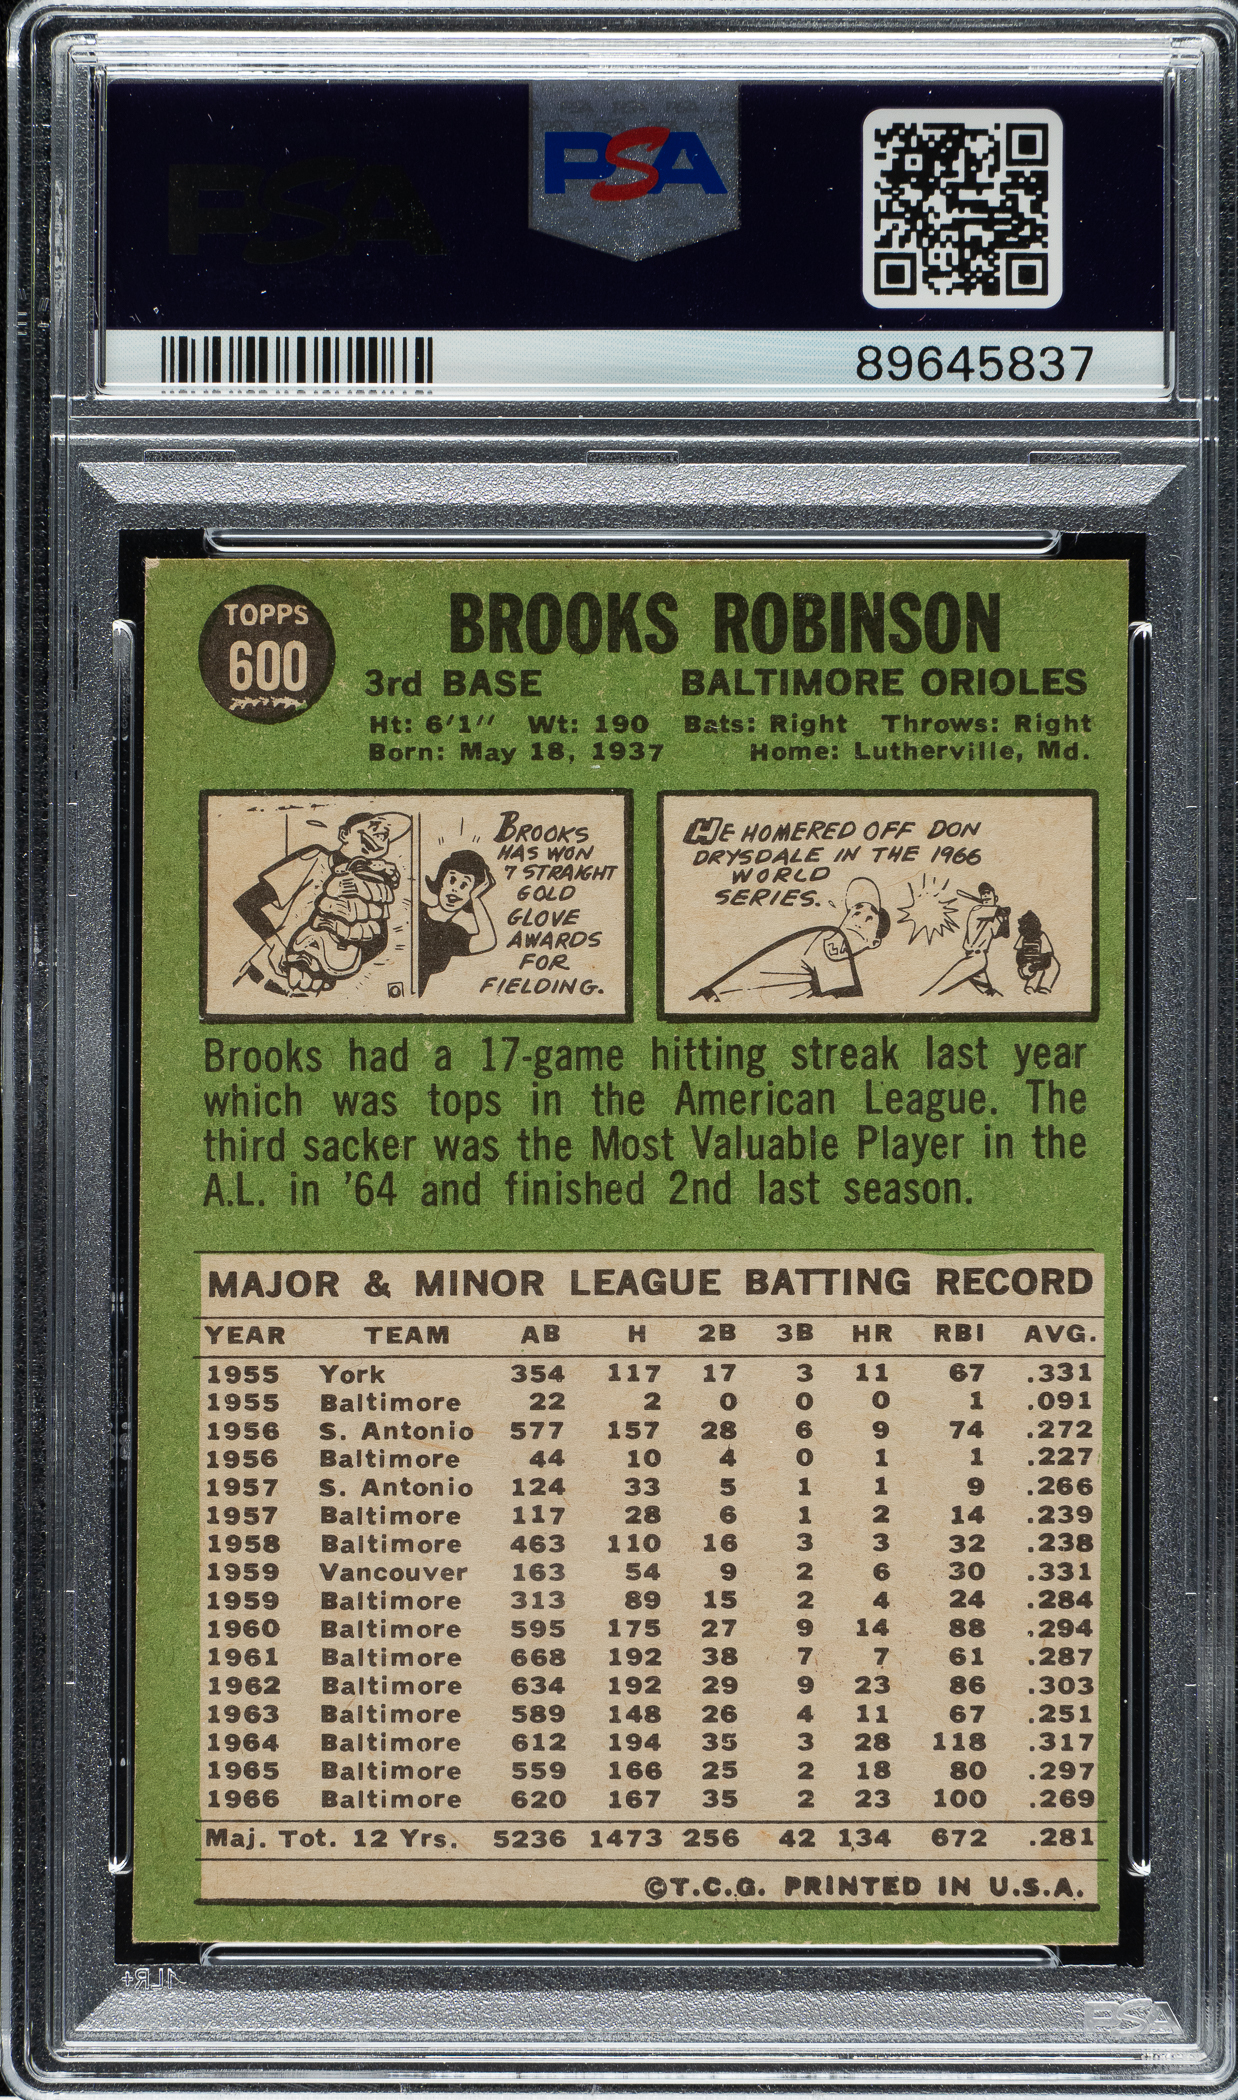 PSA
PSA
89645837
TOPPS
600
BROOKS ROBINSON
3rd BASE BALTIMORE ORIOLES
Ht: 6'1" Wt: 190 Bats: Right Throws: Right
Born: May 18, 1937 Home: Lutherville, Md.
BROOKS
HAS WON
7 STRAIGHT
GOLD
GLOVE
AWARDS
FOR
FIELDING.
HE HOMERED OFF DON
DRYSDALE IN THE 1966
WORLD
SERIES.
Brooks had a 17-game hitting streak last year
which was tops in the American League. The
third sacker was the Most Valuable Player in the
A.L. in '64 and finished 2nd last season.
MAJOR & MINOR LEAGUE BATTING RECORD
YEAR TEAM AB H 2B 3B HR RBI AVG.
1955 York 354 117 17 3 11 67 .331
1955 Baltimore 22 2 0 0 0 1 .091
1956 S. Antonio 577 157 28 6 9 74 .272
1956 Baltimore 44 10 4 0 1 1 .227
1957 S. Antonio 124 33 5 1 1 9 .266
1957 Baltimore 117 28 6 1 2 14 .239
1958 Baltimore 463 110 16 3 3 32 .238
1959 Vancouver 163 54 9 2 6 30 .331
1959 Baltimore 313 89 15 2 4 24 .284
1960 Baltimore 595 175 27 9 14 88 .294
1961 Baltimore 668 192 38 7 7 61 .287
1962 Baltimore 634 192 29 9 23 86 .303
1963 Baltimore 589 148 26 4 11 67 .251
1964 Baltimore 612 194 35 3 28 118 .317
1965 Baltimore 559 166 25 2 18 80 .297
1966 Baltimore 620 167 35 2 23 100 .269
Maj. Tot. 12 Yrs. 5236 1473 256 42 134 672 .281
©T.C.G. PRINTED IN U.S.A.
PSA